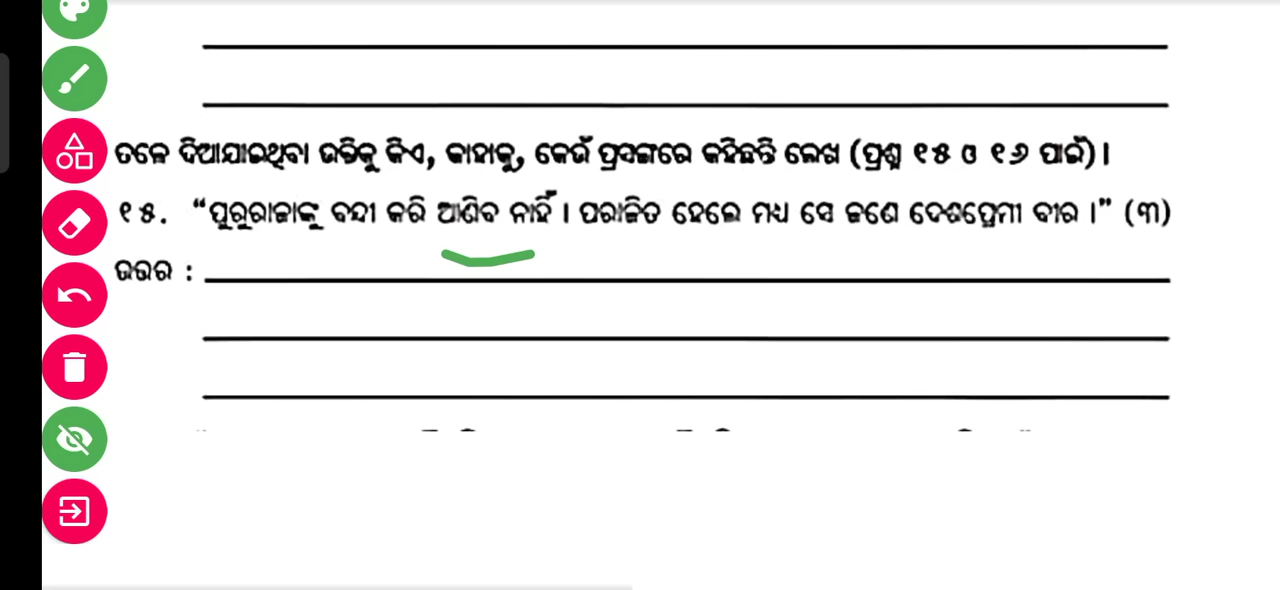 ତଳେ ଦିଆଯାଇଥିବା ଉକ୍ତିକୁ କିଏ, କାହାକୁ, କେଉଁ ପ୍ରସଙ୍ଗରେ କହିଛନ୍ତି ଲେଖ (ପ୍ରଶ୍ନ ୧୫ ଓ ୧୬ ପାଇଁ)।
୧୫. “ପୁରୁରାଜାଙ୍କୁ ବନ୍ଦୀ କରି ଆଣିବ ନାହିଁ । ପରାଜିତ ହେଲେ ମଧ୍ୟ ସେ ଜଣେ ଦେଶପ୍ରେମୀ ବୀର ।” (୩)
ଉତ୍ତର :